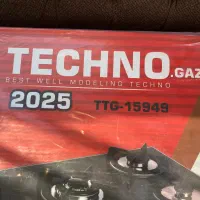 TECHNO.GAZ
BEST WELL MODELING TECHNO
2025 TTG-15949